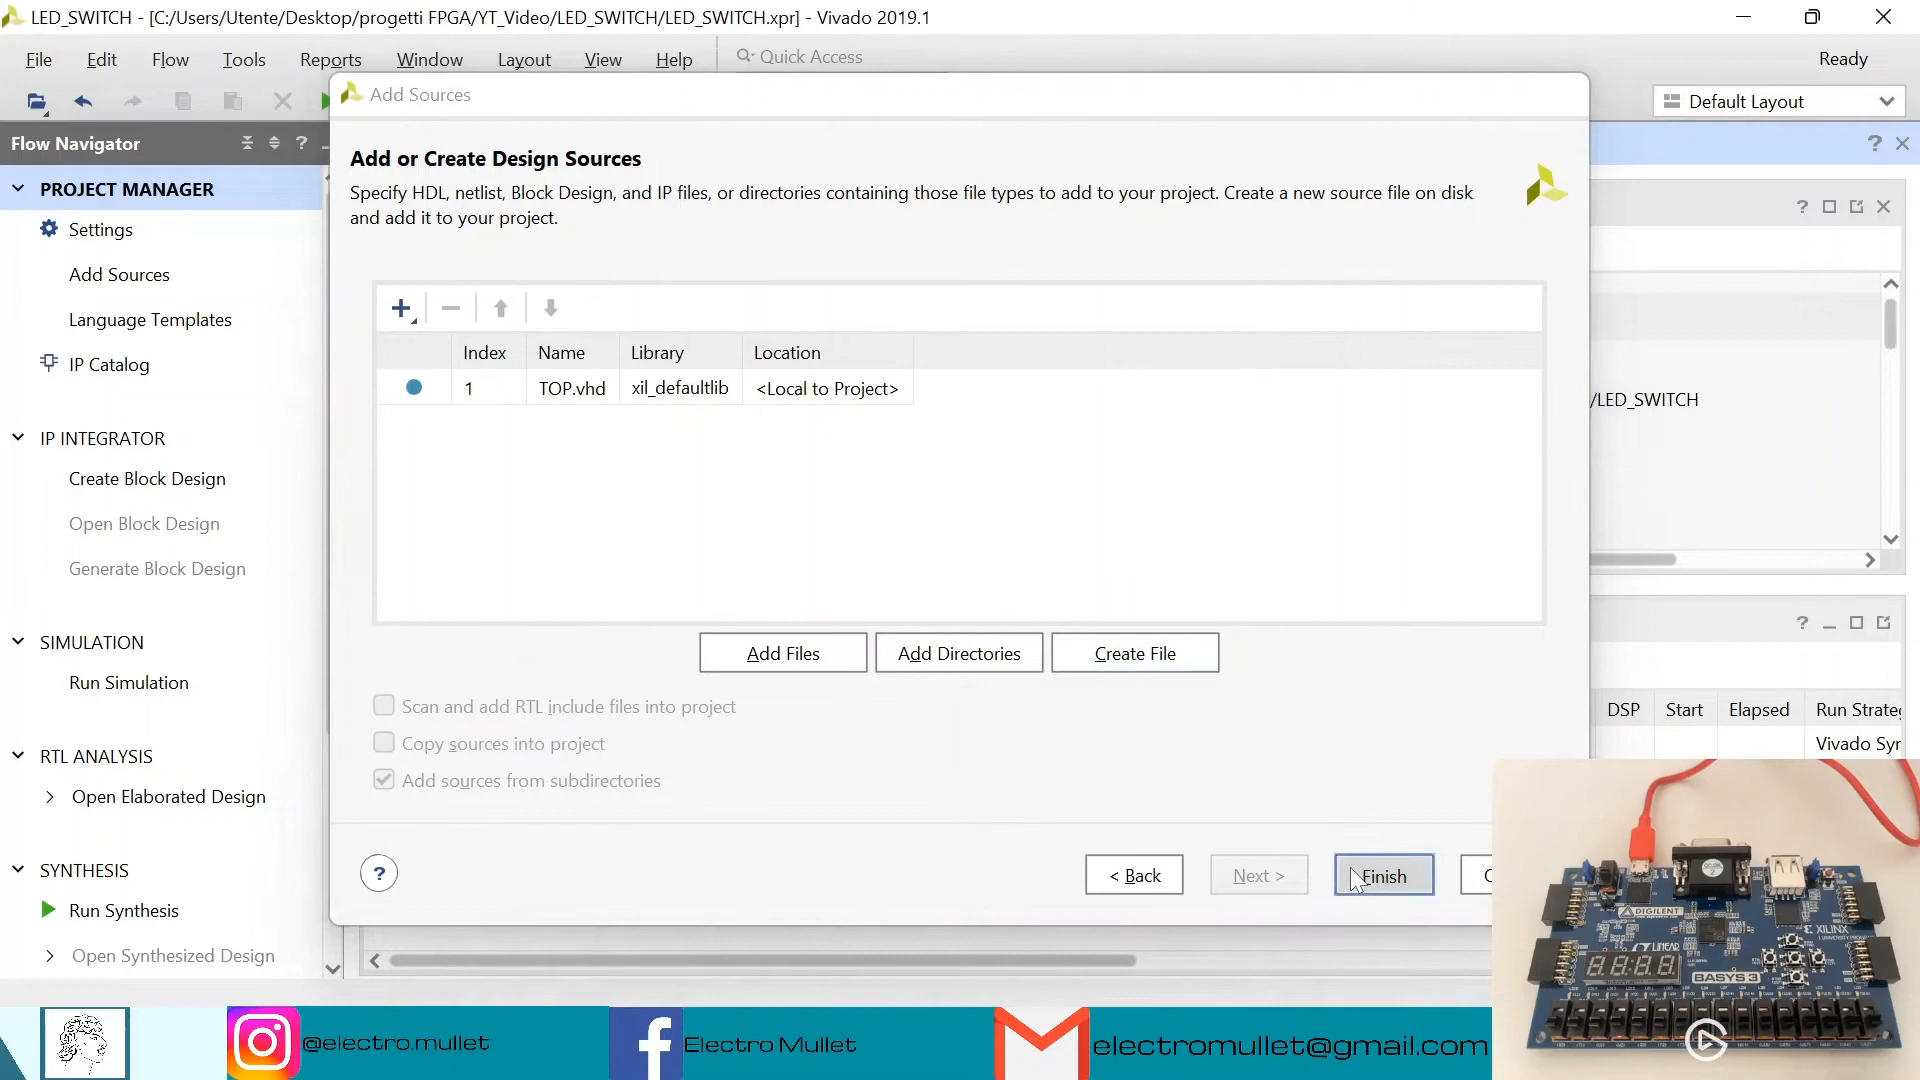 LED_SWITCH - [C:/Users/Utente/Desktop/progetti FPGA/YT_Video/LED_SWITCH/LED_SWITCH.xpr] - Vivado 2019.1
File Edit Flow Tools Reports Window Layout View Help Quick Access Ready
Default Layout
Flow Navigator ? ?
PROJECT MANAGER
Settings
Add Sources
Language Templates
IP Catalog
IP INTEGRATOR
Create Block Design
Open Block Design
Generate Block Design
SIMULATION
Run Simulation
RTL ANALYSIS
Open Elaborated Design
SYNTHESIS
Run Synthesis
Open Synthesized Design
Add Sources
Add or Create Design Sources
Specify HDL, netlist, Block Design, and IP files, or directories containing those file types to add to your project. Create a new source file on disk
and add it to your project.
Index Name Library Location
1 TOP.vhd xil_defaultlib <Local to Project>
Add Files Add Directories Create File
Scan and add RTL include files into project
Copy sources into project
Add sources from subdirectories
? < Back Next > Finish
?
/LED_SWITCH
?
DSP Start Elapsed Run Strate
Vivado Syn
DIGILENT
XILINX
LINEAR
BASYS 3
@electro.mullet
Electro Mullet
electromullet@gmail.com